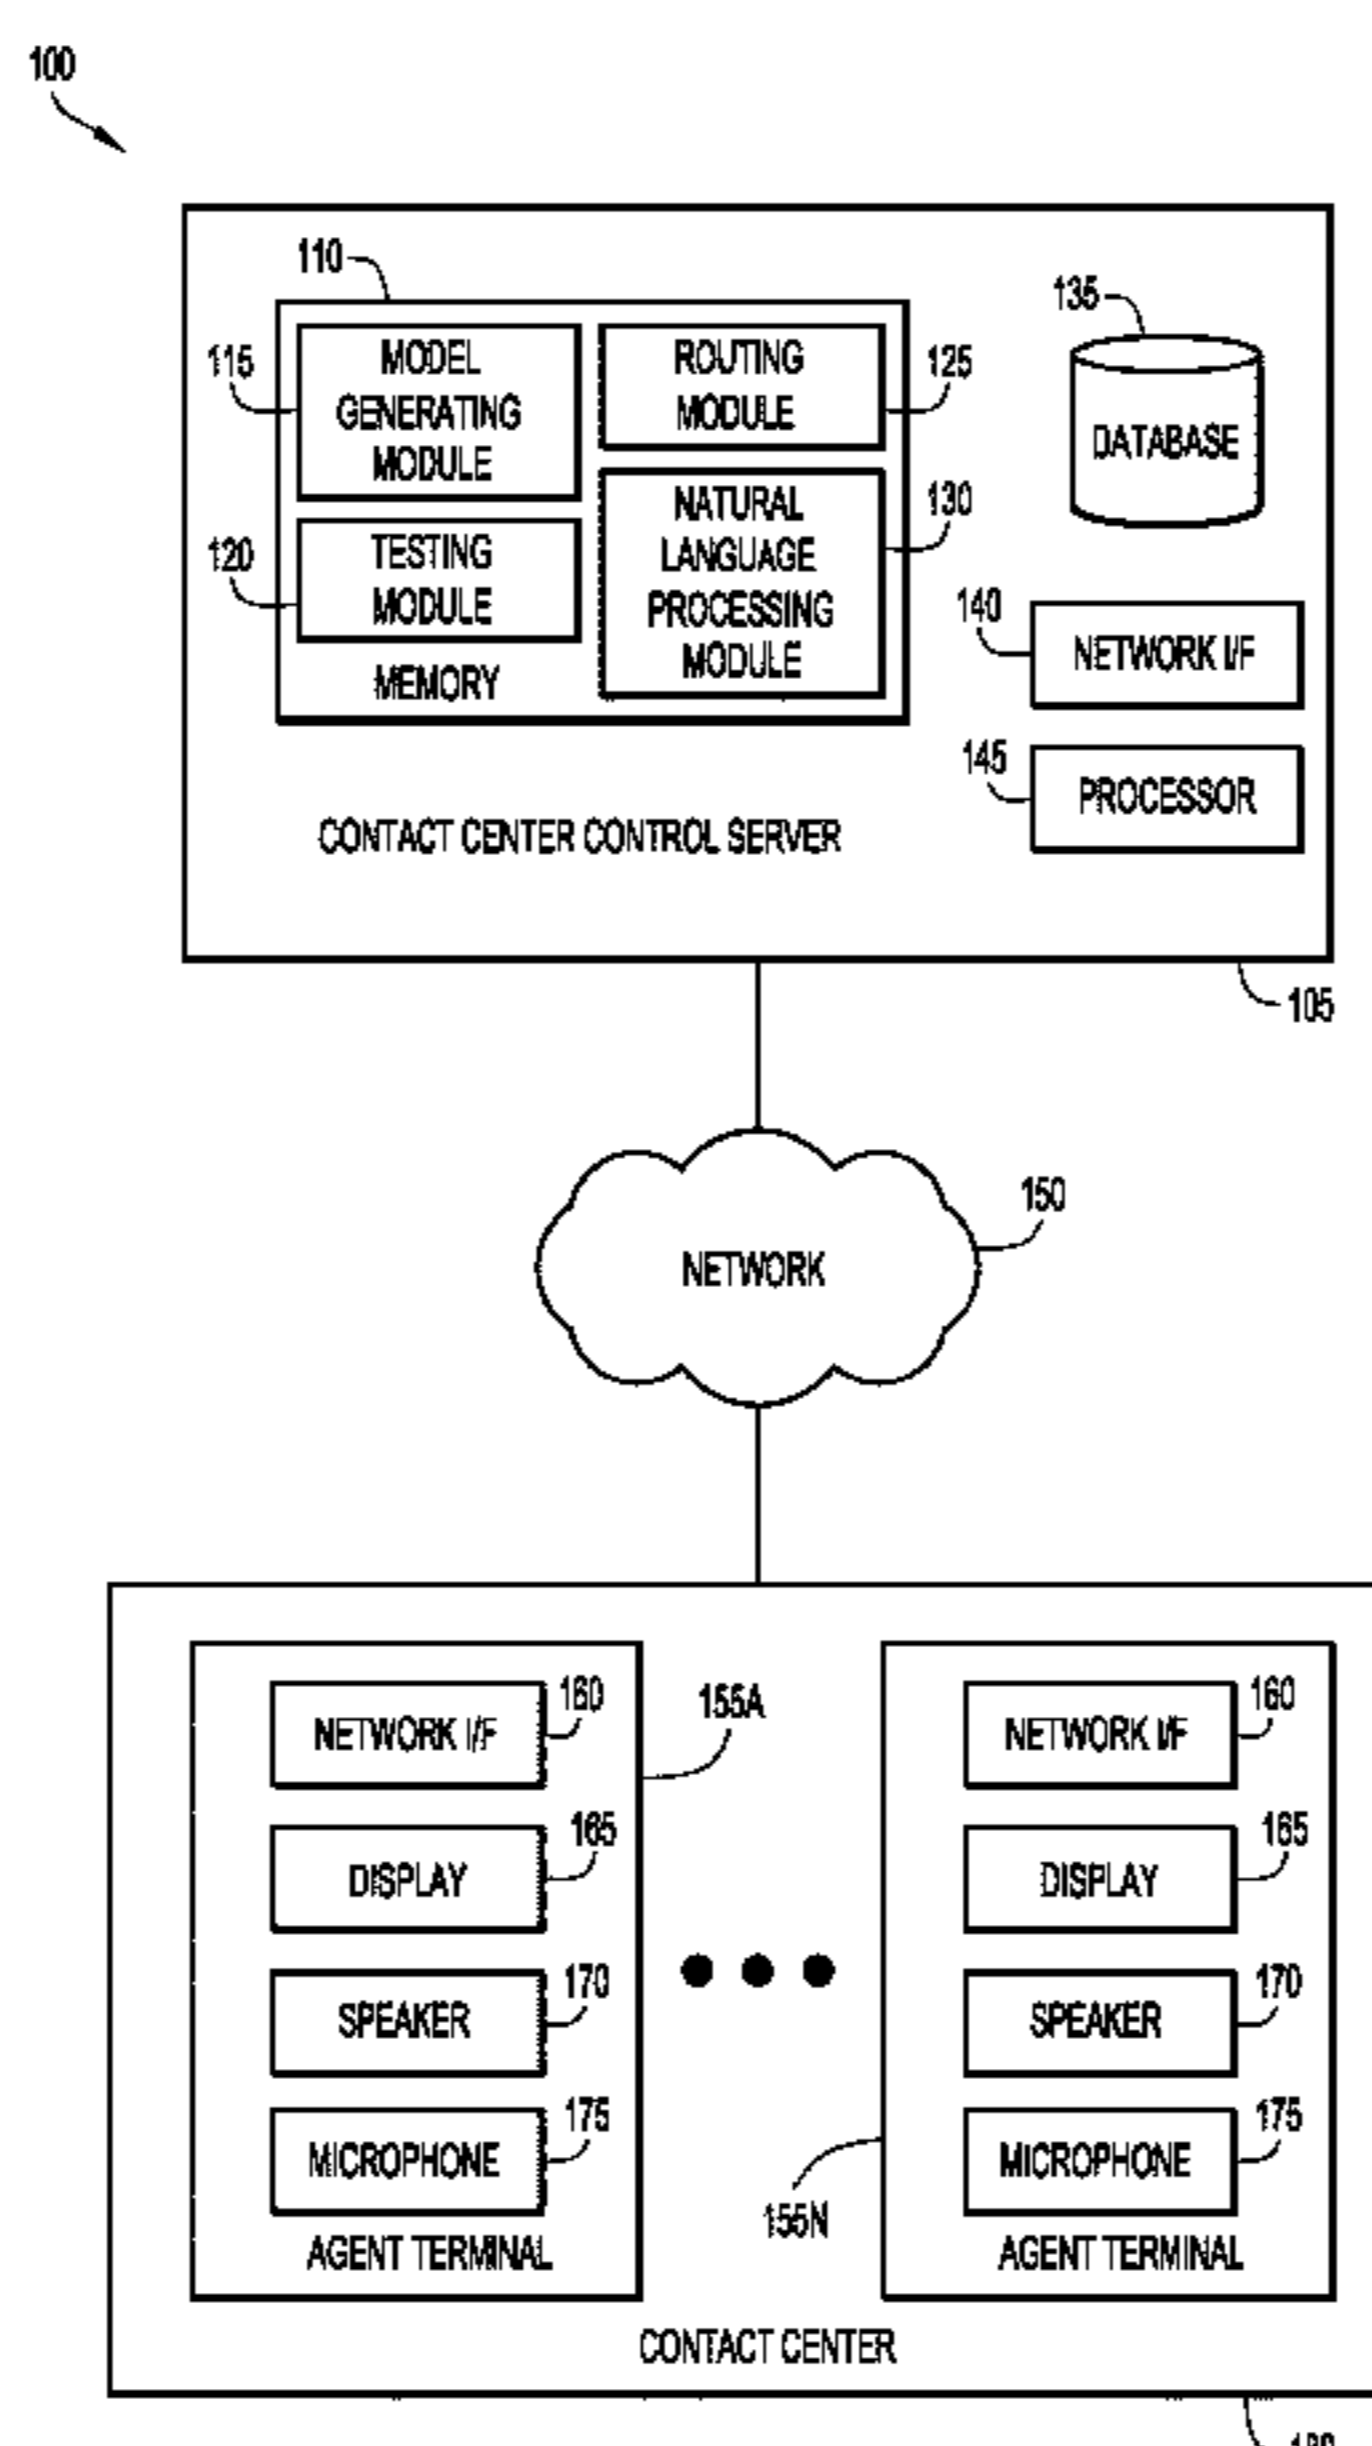 100
110
135
115
MODEL
GENERATING
MODULE
ROUTING
MODULE
125
DATABASE
120
TESTING
MODULE
NATURAL
LANGUAGE
PROCESSING
MODULE
130
MEMORY
140
NETWORK I/F
145
PROCESSOR
CONTACT CENTER CONTROL SERVER
105
150
NETWORK
160
NETWORK I/F
155A
165
DISPLAY
170
SPEAKER
175
MICROPHONE
AGENT TERMINAL
160
NETWORK I/F
165
DISPLAY
170
SPEAKER
175
MICROPHONE
155N
AGENT TERMINAL
CONTACT CENTER